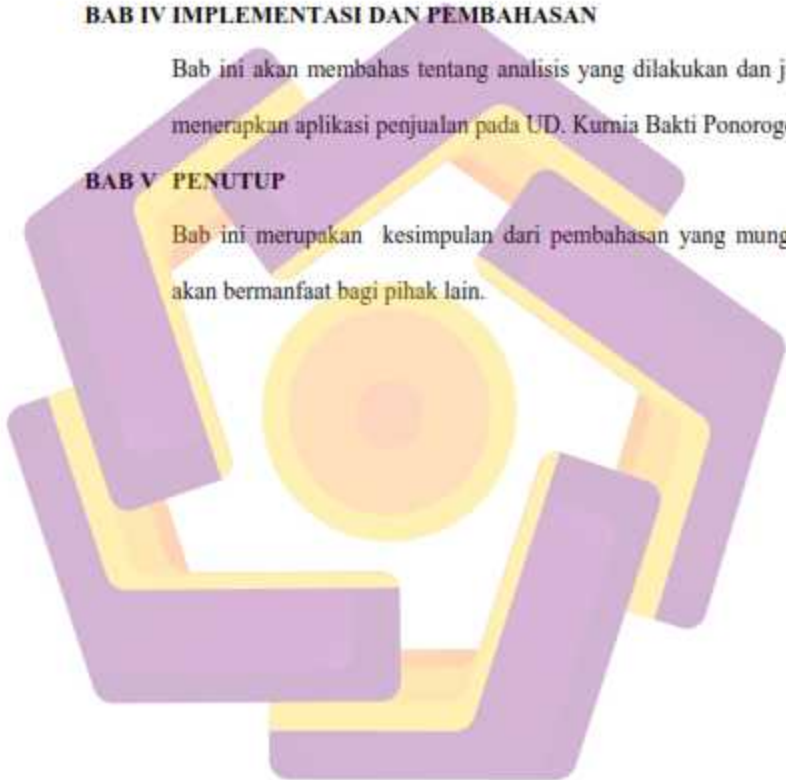 BAB IV IMPLEMENTASI DAN PEMBAHASAN
Bab ini akan membahas tentang analisis yang dilakukan dan
menerapkan aplikasi penjualan pada UD. Kurnia Bakti
BAB V PENUTUP
Bab ini merupakan kesimpulan dari pembahasan yang
akan bermanfaat bagi pihak lain.